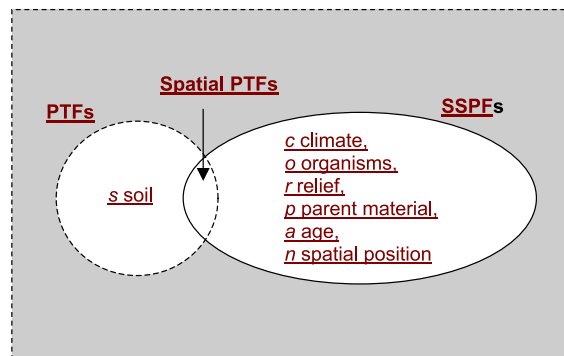 Spatial PTFs
PTFs
SSPFs
s soil
c climate,
o organisms,
r relief,
p parent material,
a age,
n spatial position